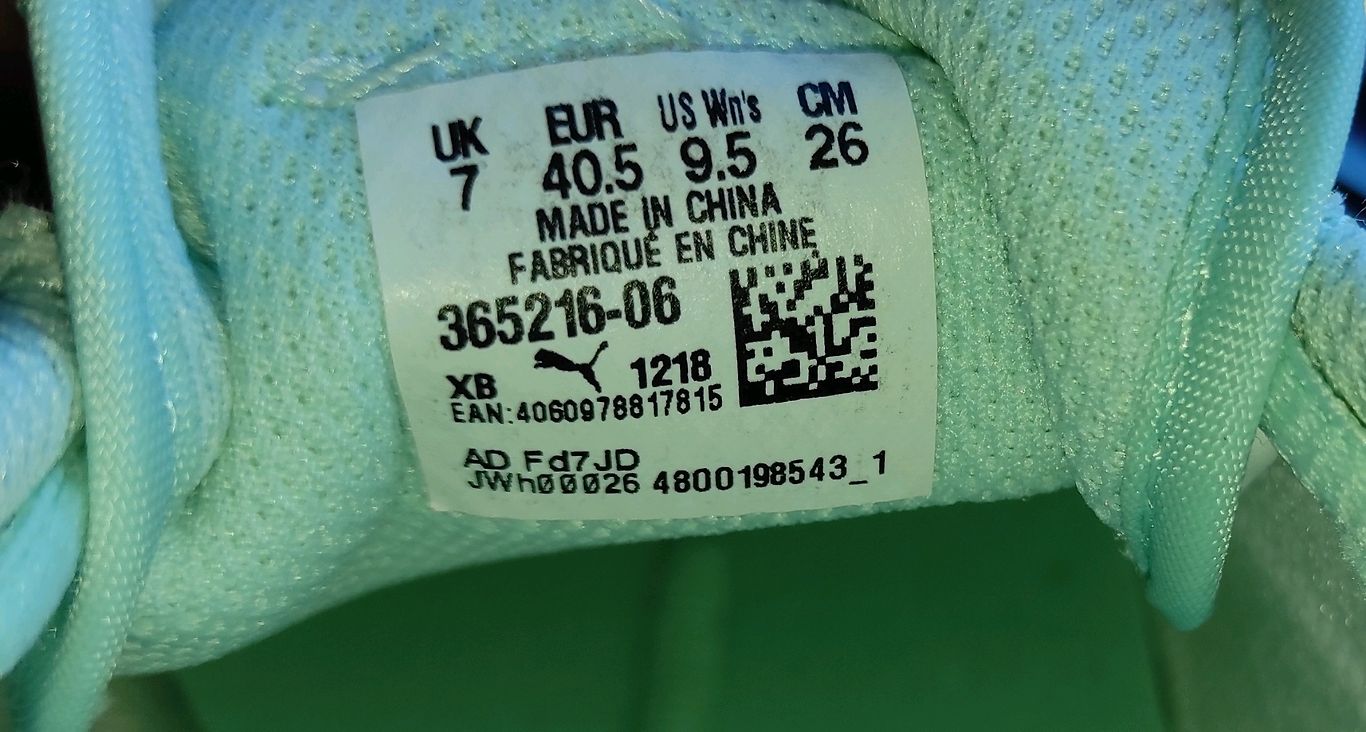 UK EUR US Wn's CM
7 40.5 9.5 26
MADE IN CHINA
FABRIQUÉ EN CHINE
365216-06
XB 1218
EAN:4060978817815
AD Fd7JD
JWh00026 4800198543_1